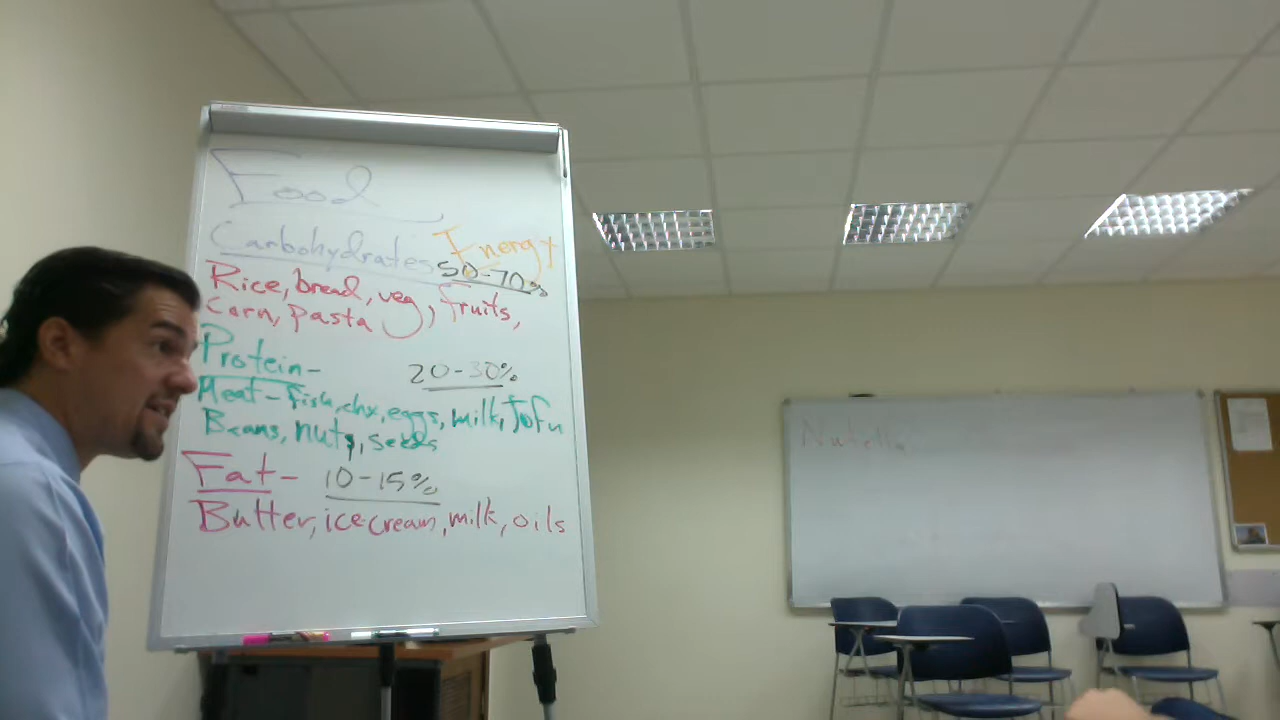 Food
Carbohydrates Energy
50-70%
Rice, bread, veg, fruits,
Corn, pasta
Protein- 20-30%
Meat-fish, chx, eggs, milk, Tofu
Beans, nuts, seeds
Fat- 10-15%
Butter, ice cream, milk, oils
Nutella